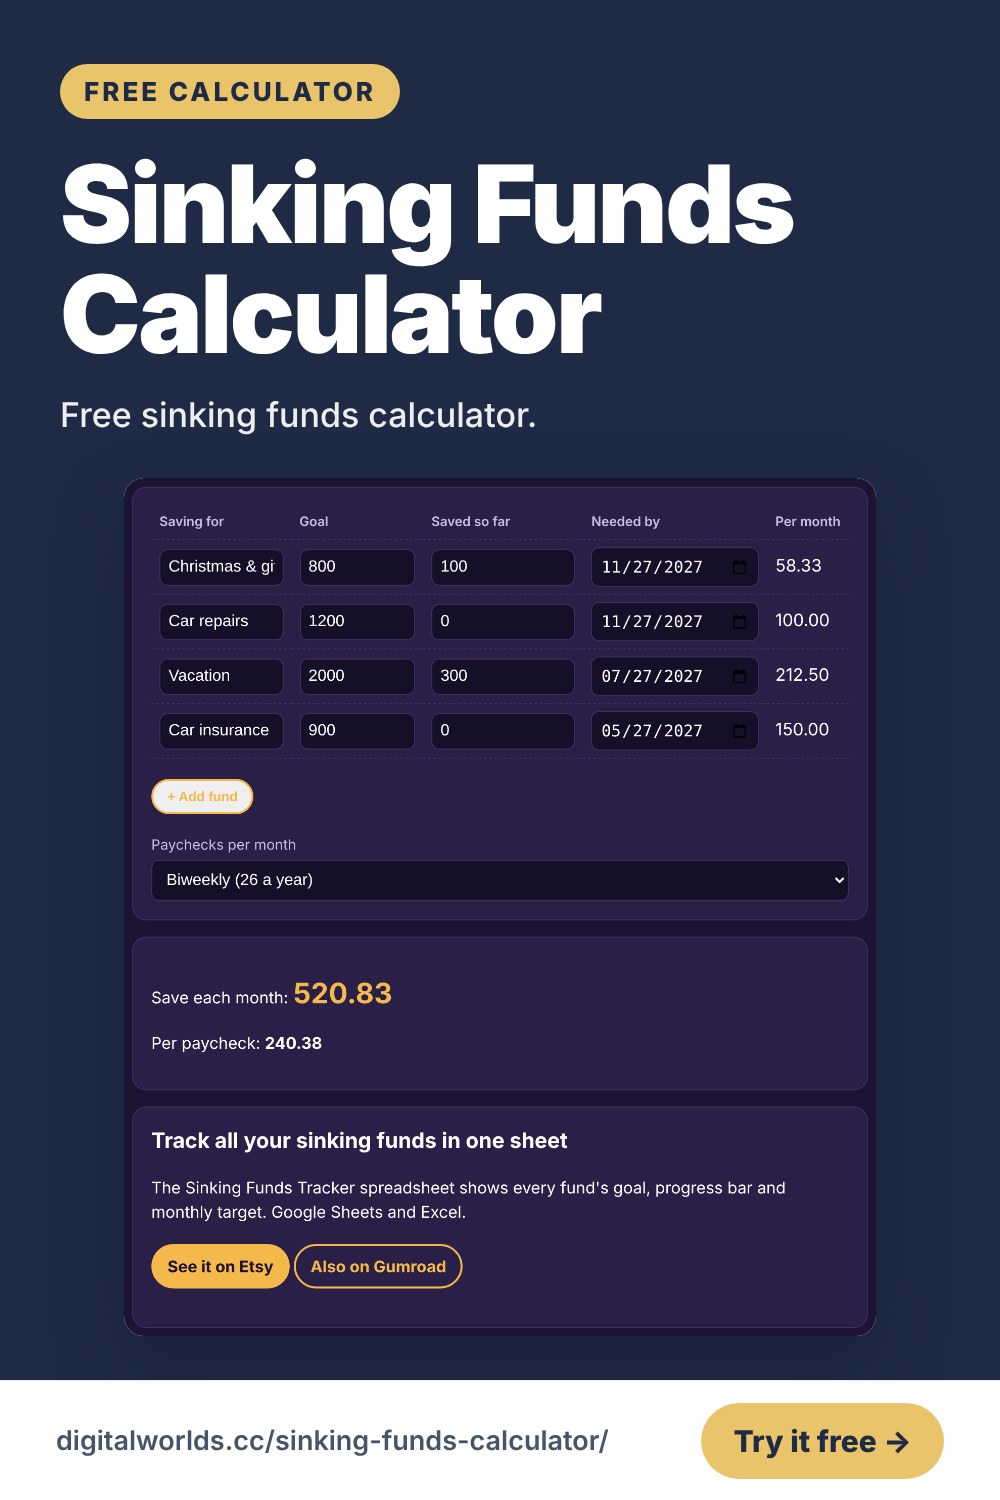 FREE CALCULATOR
Sinking Funds
Calculator
Free sinking funds calculator.
Saving for Goal Saved so far Needed by Per month
Christmas & gi 800 100 11/27/2027 58.33
Car repairs 1200 0 11/27/2027 100.00
Vacation 2000 300 07/27/2027 212.50
Car insurance 900 0 05/27/2027 150.00
+ Add fund
Paychecks per month
Biweekly (26 a year)
Save each month: 520.83
Per paycheck: 240.38
Track all your sinking funds in one sheet
The Sinking Funds Tracker spreadsheet shows every fund's goal, progress bar and
monthly target. Google Sheets and Excel.
See it on Etsy Also on Gumroad
digitalworlds.cc/sinking-funds-calculator/ Try it free →